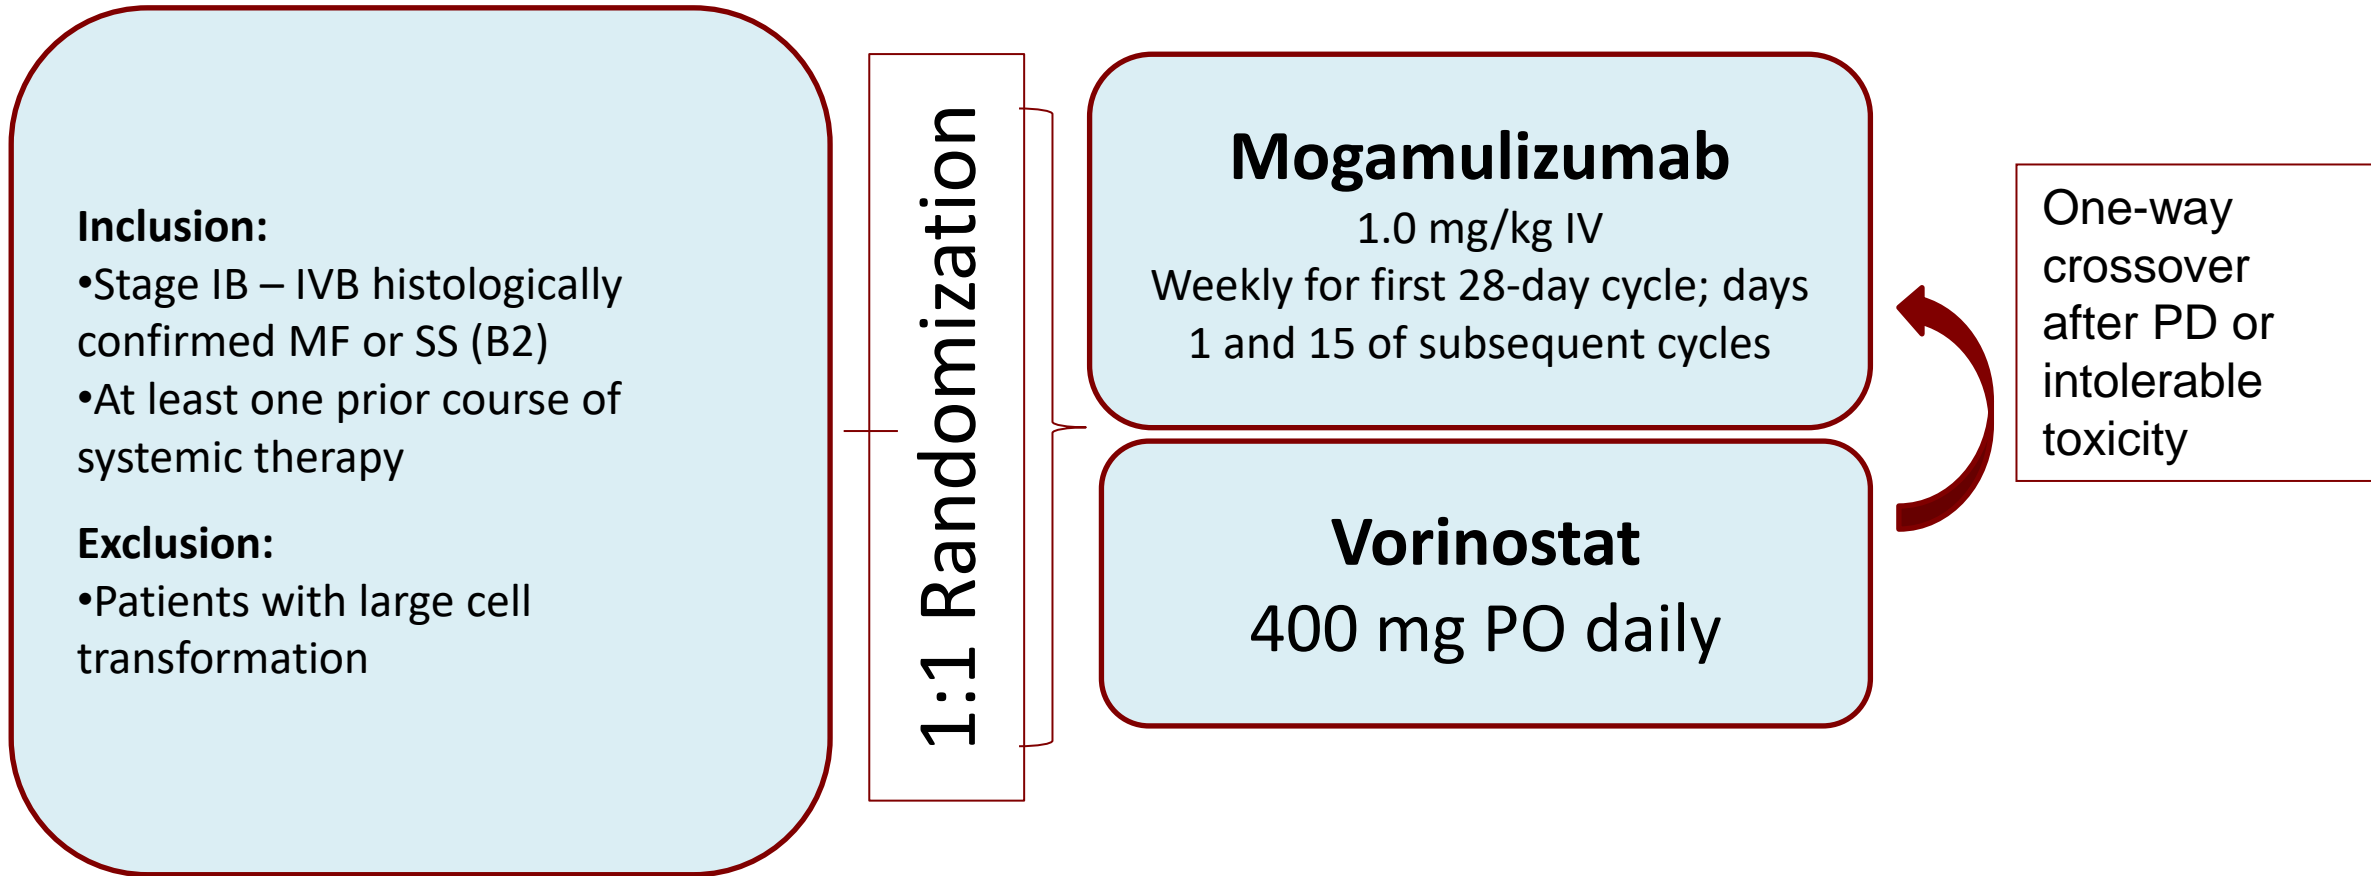 Inclusion:
•Stage IB – IVB histologically
confirmed MF or SS (B2)
•At least one prior course of
systemic therapy
Exclusion:
•Patients with large cell
transformation
1:1 Randomization
Mogamulizumab
1.0 mg/kg IV
Weekly for first 28-day cycle; days
1 and 15 of subsequent cycles
Vorinostat
400 mg PO daily
One-way
crossover
after PD or
intolerable
toxicity